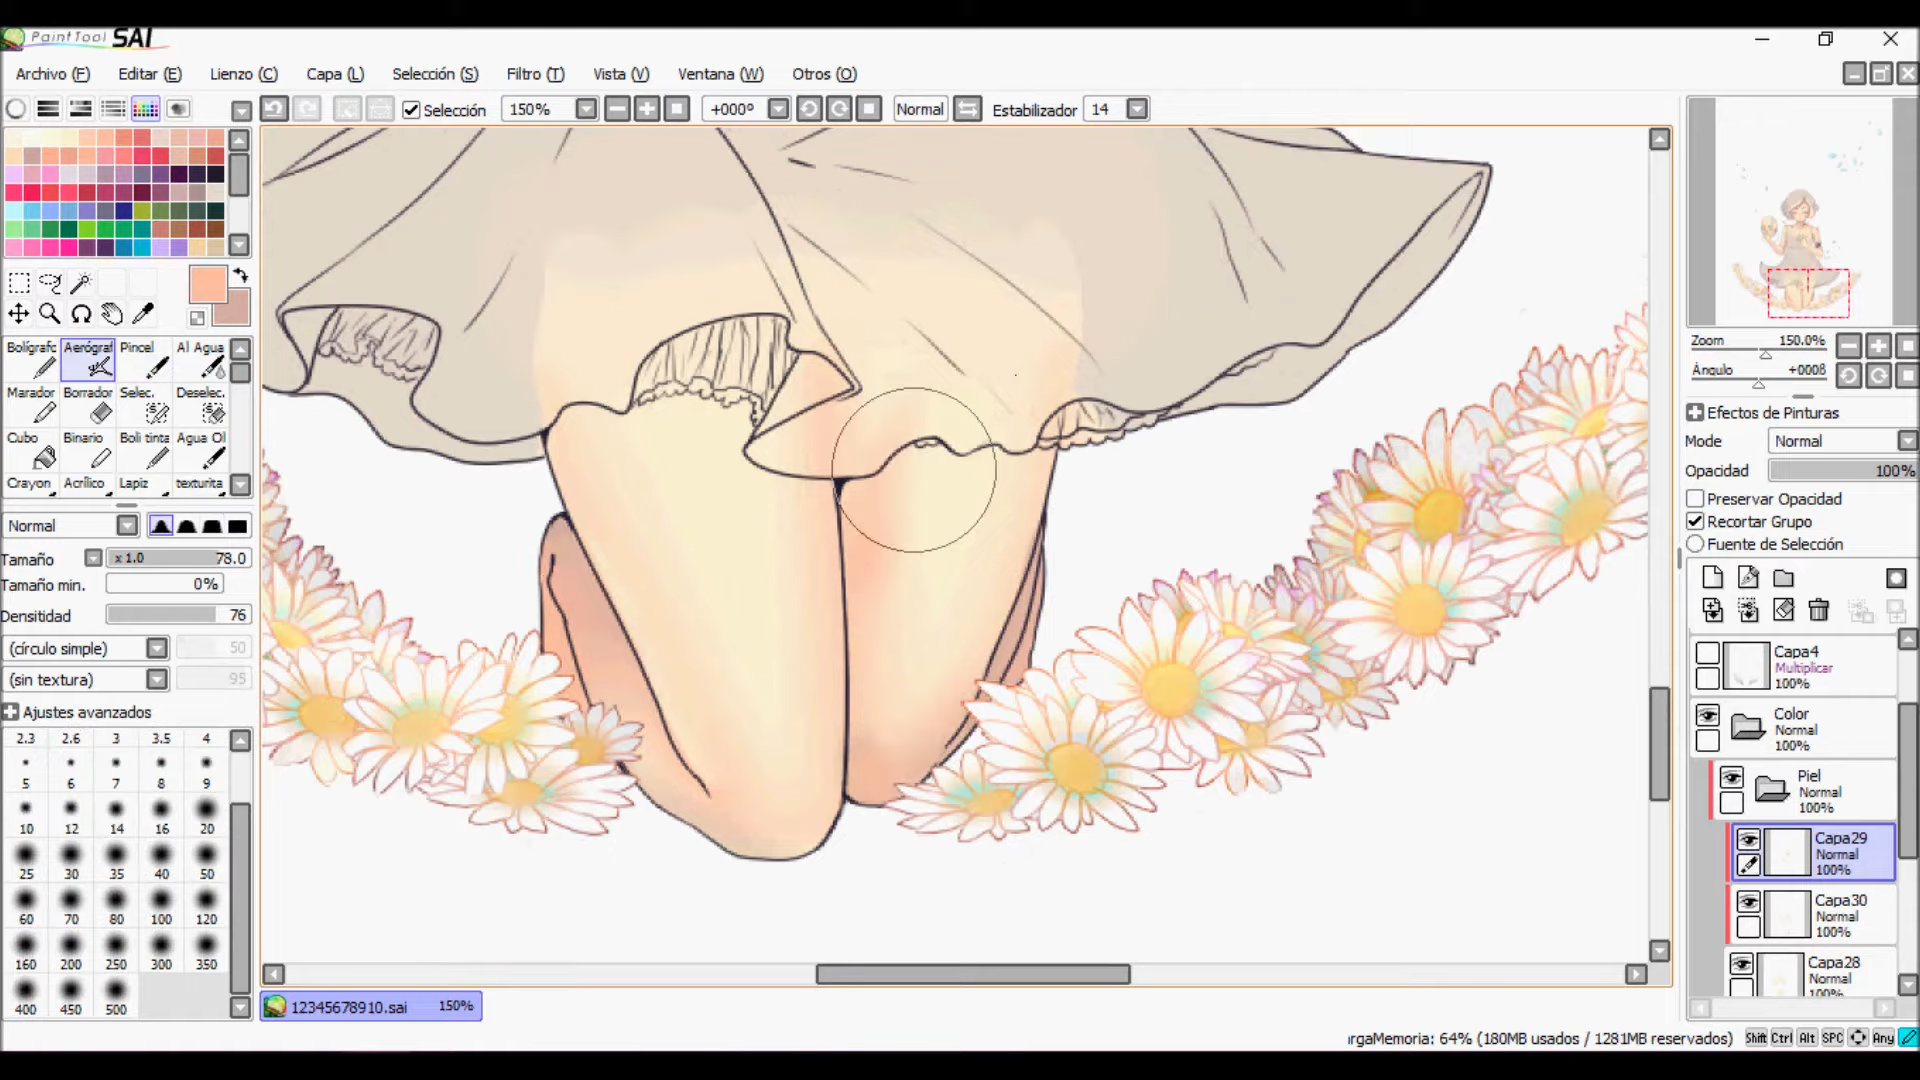 PaintTool SAI
Archivo (F) Editar (E) Lienzo (C) Capa (L) Selección (S) Filtro (T) Vista (V) Ventana (W) Otros (O)
Selección 150% +000º Normal Estabilizador 14
Bolígrafc Aerógraf Pincel Al Agua
Marador Borrador Selec. Deselec.
Cubo Binario Boli tinta Agua Ol
Crayon Acrílico Lapiz texturita
Normal
Tamaño x 1.0 78.0
Tamaño min. 0%
Densitidad 76
(círculo simple) 50
(sin textura) 95
Ajustes avanzados
2.3 2.6 3 3.5 4
5 6 7 8 9
10 12 14 16 20
25 30 35 40 50
60 70 80 100 120
160 200 250 300 350
400 450 500
12345678910.sai 150%
Zoom 150.0%
Ángulo +000ß
Efectos de Pinturas
Mode Normal
Opacidad 100%
Preservar Opacidad
Recortar Grupo
Fuente de Selección
Capa4
Multiplicar
100%
Color
Normal
100%
Piel
Normal
100%
Capa29
Normal
100%
Capa30
Normal
100%
Capa28
Normal
100%
ırgaMemoria: 64% (180MB usados / 1281MB reservados) Shift Ctrl Alt SPC Any